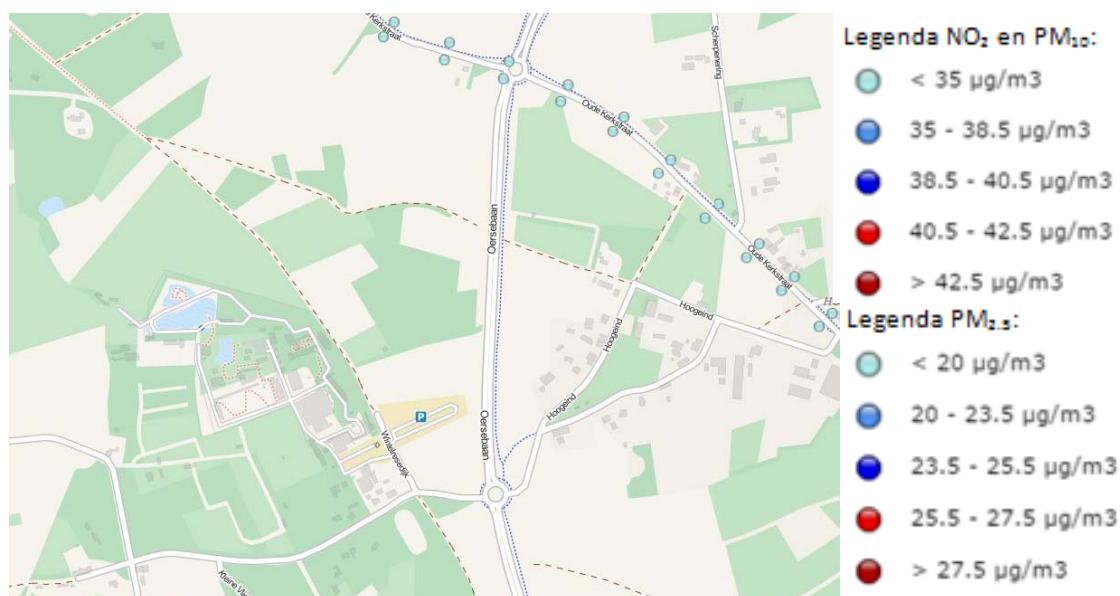 Kerkstraat
Oude Kerkstraat
Scherpenering
Oersebaan
Oude Kerkstraat
Hoogeind
Hoogeind
Hoogeind
Oersebaan
P
Wintelresedijk
Kleine Vli
Legenda NO₂ en PM₁₀:
< 35 µg/m3
35 - 38.5 µg/m3
38.5 - 40.5 µg/m3
40.5 - 42.5 µg/m3
> 42.5 µg/m3
Legenda PM₂.₅:
< 20 µg/m3
20 - 23.5 µg/m3
23.5 - 25.5 µg/m3
25.5 - 27.5 µg/m3
> 27.5 µg/m3